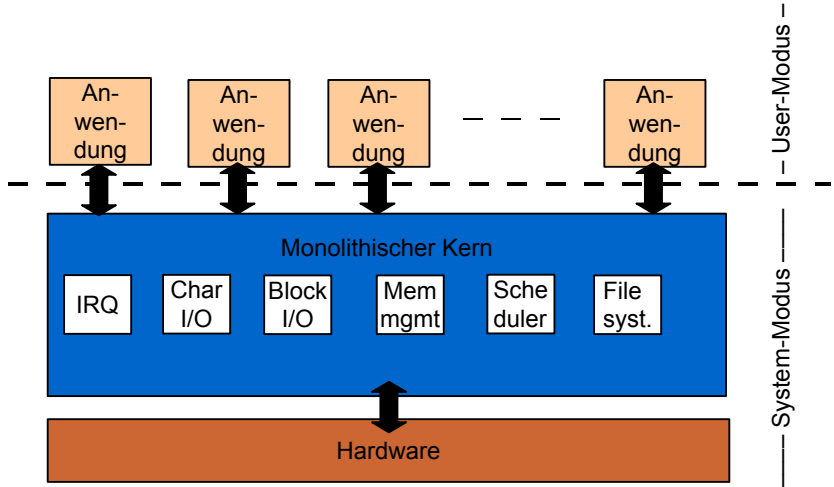 An-
wen-
dung
An-
wen-
dung
An-
wen-
dung
An-
wen-
dung
User-Modus
Monolithischer Kern
IRQ
Char
I/O
Block
I/O
Mem
mgmt
Sche
duler
File
syst.
System-Modus
Hardware